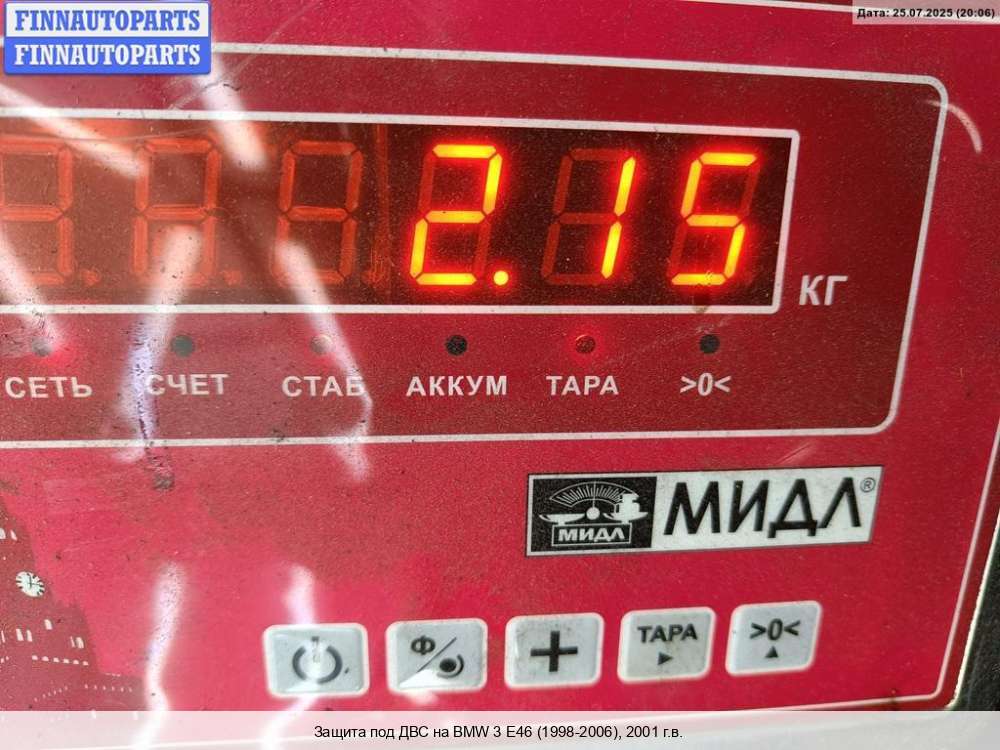 FINNAUTOPARTS
FINNAUTOPARTS
Дата: 25.07.2025 (20:06)
2.15
КГ
СЕТЬ СЧЕТ СТАБ АККУМ ТАРА >0<
МИДЛ МИДЛ®
Ф + ТАРА >0<
Защита под ДВС на BMW 3 E46 (1998-2006), 2001 г.в.